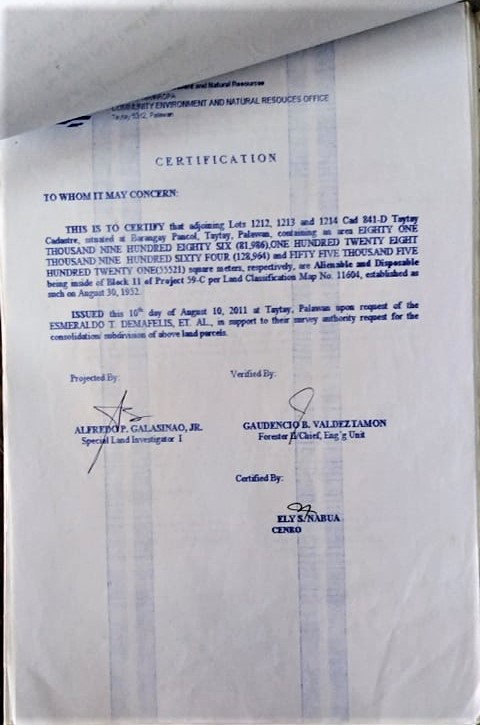 and Natural Resources
COMMUNITY ENVIRONMENT AND NATURAL RESOUCES OFFICE
Taytay 5312, Palawan
CERTIFICATION
TO WHOM IT MAY CONCERN:
THIS IS TO CERTIFY that adjoining Lots 1212, 1213 and 1214 Cad 841-D Taytay
Cadastre, situated at Barangay Pancol, Taytay, Palawan, containing an area EIGHTY ONE
THOUSAND NINE HUNDRED EIGHTY SIX (81,986),ONE HUNDRED TWENTY EIGHT
THOUSAND NINE HUNDRED SIXTY FOUR (128,964) and FIFTY FIVE THOUSAND FIVE
HUNDRED TWENTY ONE(55521) square meters, respectively, are Alienable and Disposable
being inside of Block 11 of Project 59-C per Land Classification Map No. 11604, established as
such on August 30, 1952.
ISSUED this 10th day of August 10, 2011 at Taytay, Palawan upon request of the
ESMERALDO T. DEMAFELIS, ET. AL., in support to their survey authority request for the
consolidation/subdivision of above land parcels.
Projected By:
Verified By:
ALFREDO P. GALASINAO, JR.
GAUDENCIO B. VALDEZTAMON
Special Land Investigator I
Forester II/Chief, Eng'g Unit
Certified By:
ELY S. NABUA
CENRO